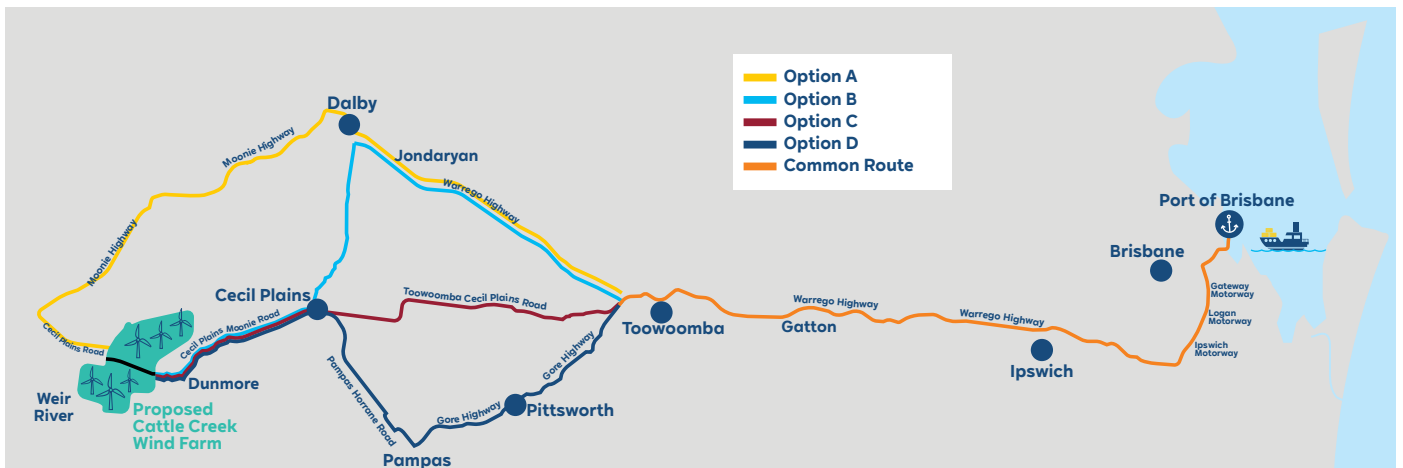 Option A
Option B
Option C
Option D
Common Route
Dalby
Jondaryan
Moonie Highway
Warrego Highway
Moonie Highway
Port of Brisbane
Brisbane
Cecil Plains
Toowoomba Cecil Plains Road
Gateway
Motorway
Warrego Highway
Warrego Highway
Logan
Motorway
Toowoomba
Gatton
Cecil Plains Road
Cecil Plains Moonie Road
Ipswich
Motorway
Gore Highway
Ipswich
Dunmore
Pampas Horrane Road
Weir
River
Proposed
Cattle Creek
Wind Farm
Gore Highway
Pittsworth
Pampas